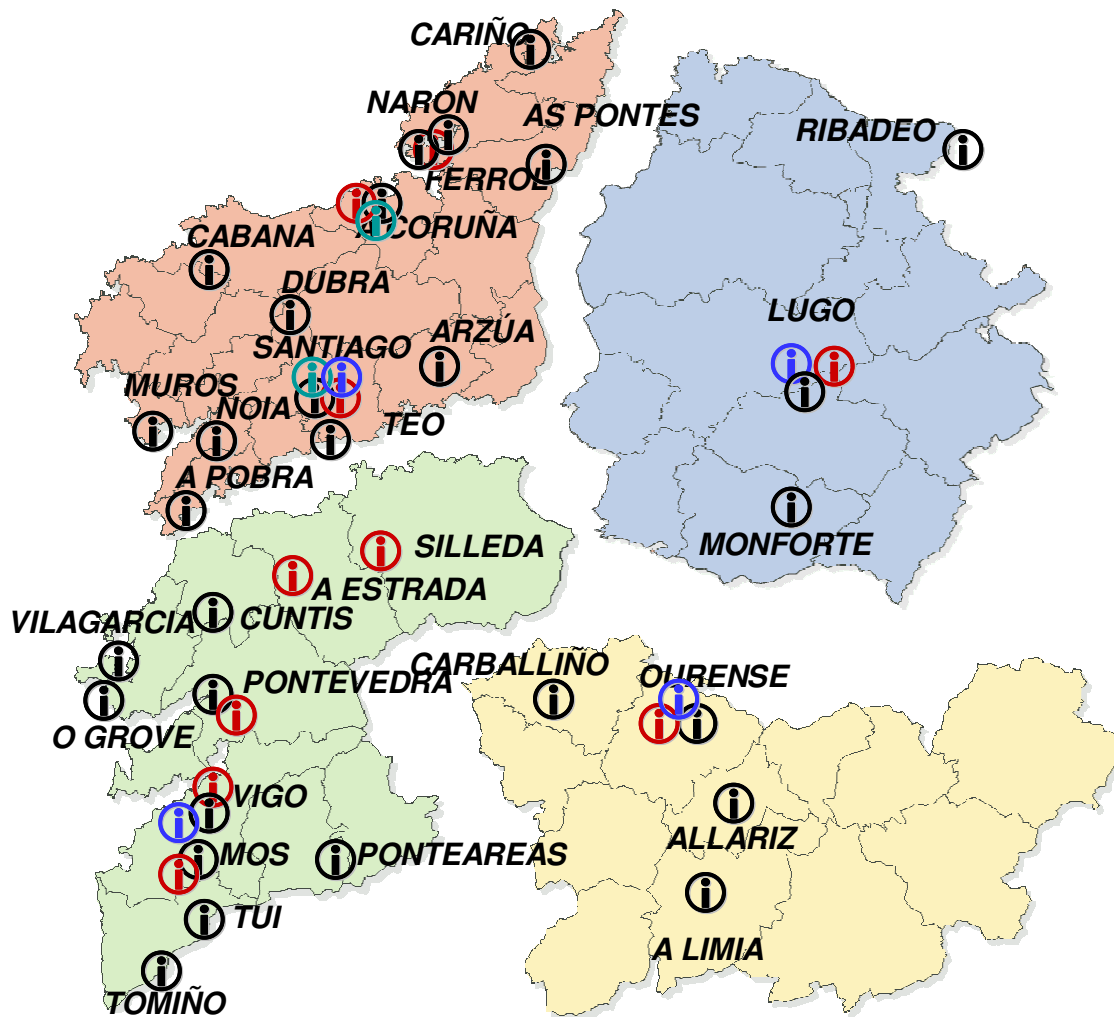 CARIÑO
NARÓN
AS PONTES
FERROL
A CORUÑA
CABANA
DUBRA
SANTIAGO
ARZÚA
MUROS
NOIA
TEO
A POBRA
RIBADEO
LUGO
MONFORTE
SILLEDA
A ESTRADA
CUNTIS
VILAGARCIA
PONTEVEDRA
O GROVE
VIGO
MOS
PONTEAREAS
TUI
TOMIÑO
CARBALLIÑO
OURENSE
ALLARIZ
A LIMIA